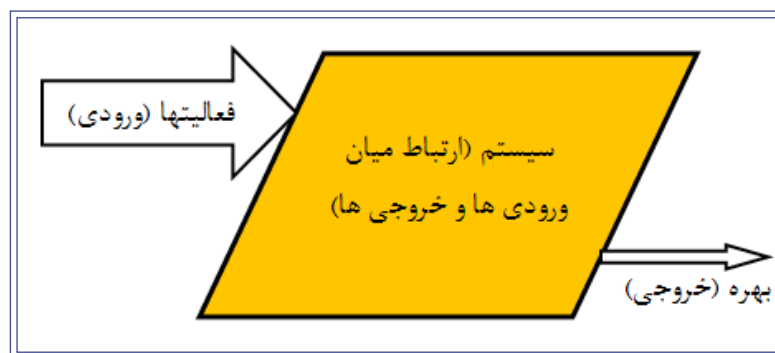 فعالیتها (ورودی)
سیستم (ارتباط میان
ورودی ها و خروجی ها)
بهره (خروجی)